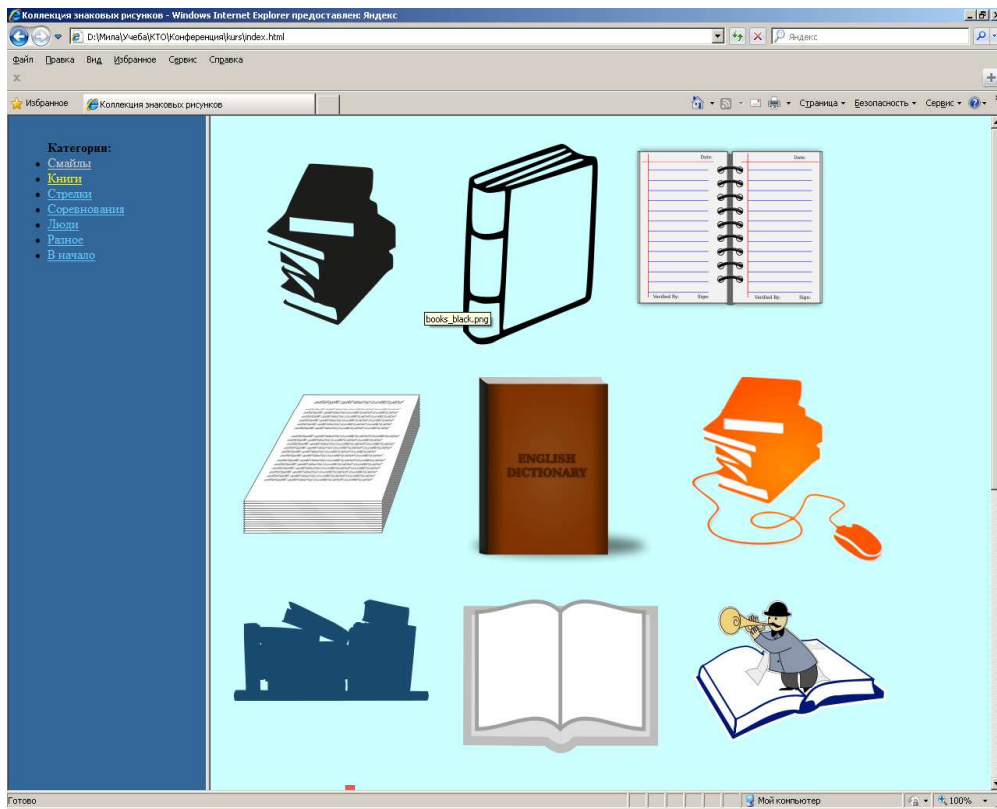 Коллекция знаковых рисунков - Windows Internet Explorer предоставлен: Яндекс
D:\Мила\Учеба\КТО\Конференция\kurs\index.html
Яндекс
Файл Правка Вид Избранное Сервис Справка
x
Избранное Коллекция знаковых рисунков Страница Безопасность Сервис
Категории:
Смайлы
Книги
Стрелки
Соревнования
Люди
Разное
В начало
Date: Date:
Verified By: Sign: Verified By: Sign:
books_black.png
ENGLISH
DICTIONARY
Готово Мой компьютер 100%